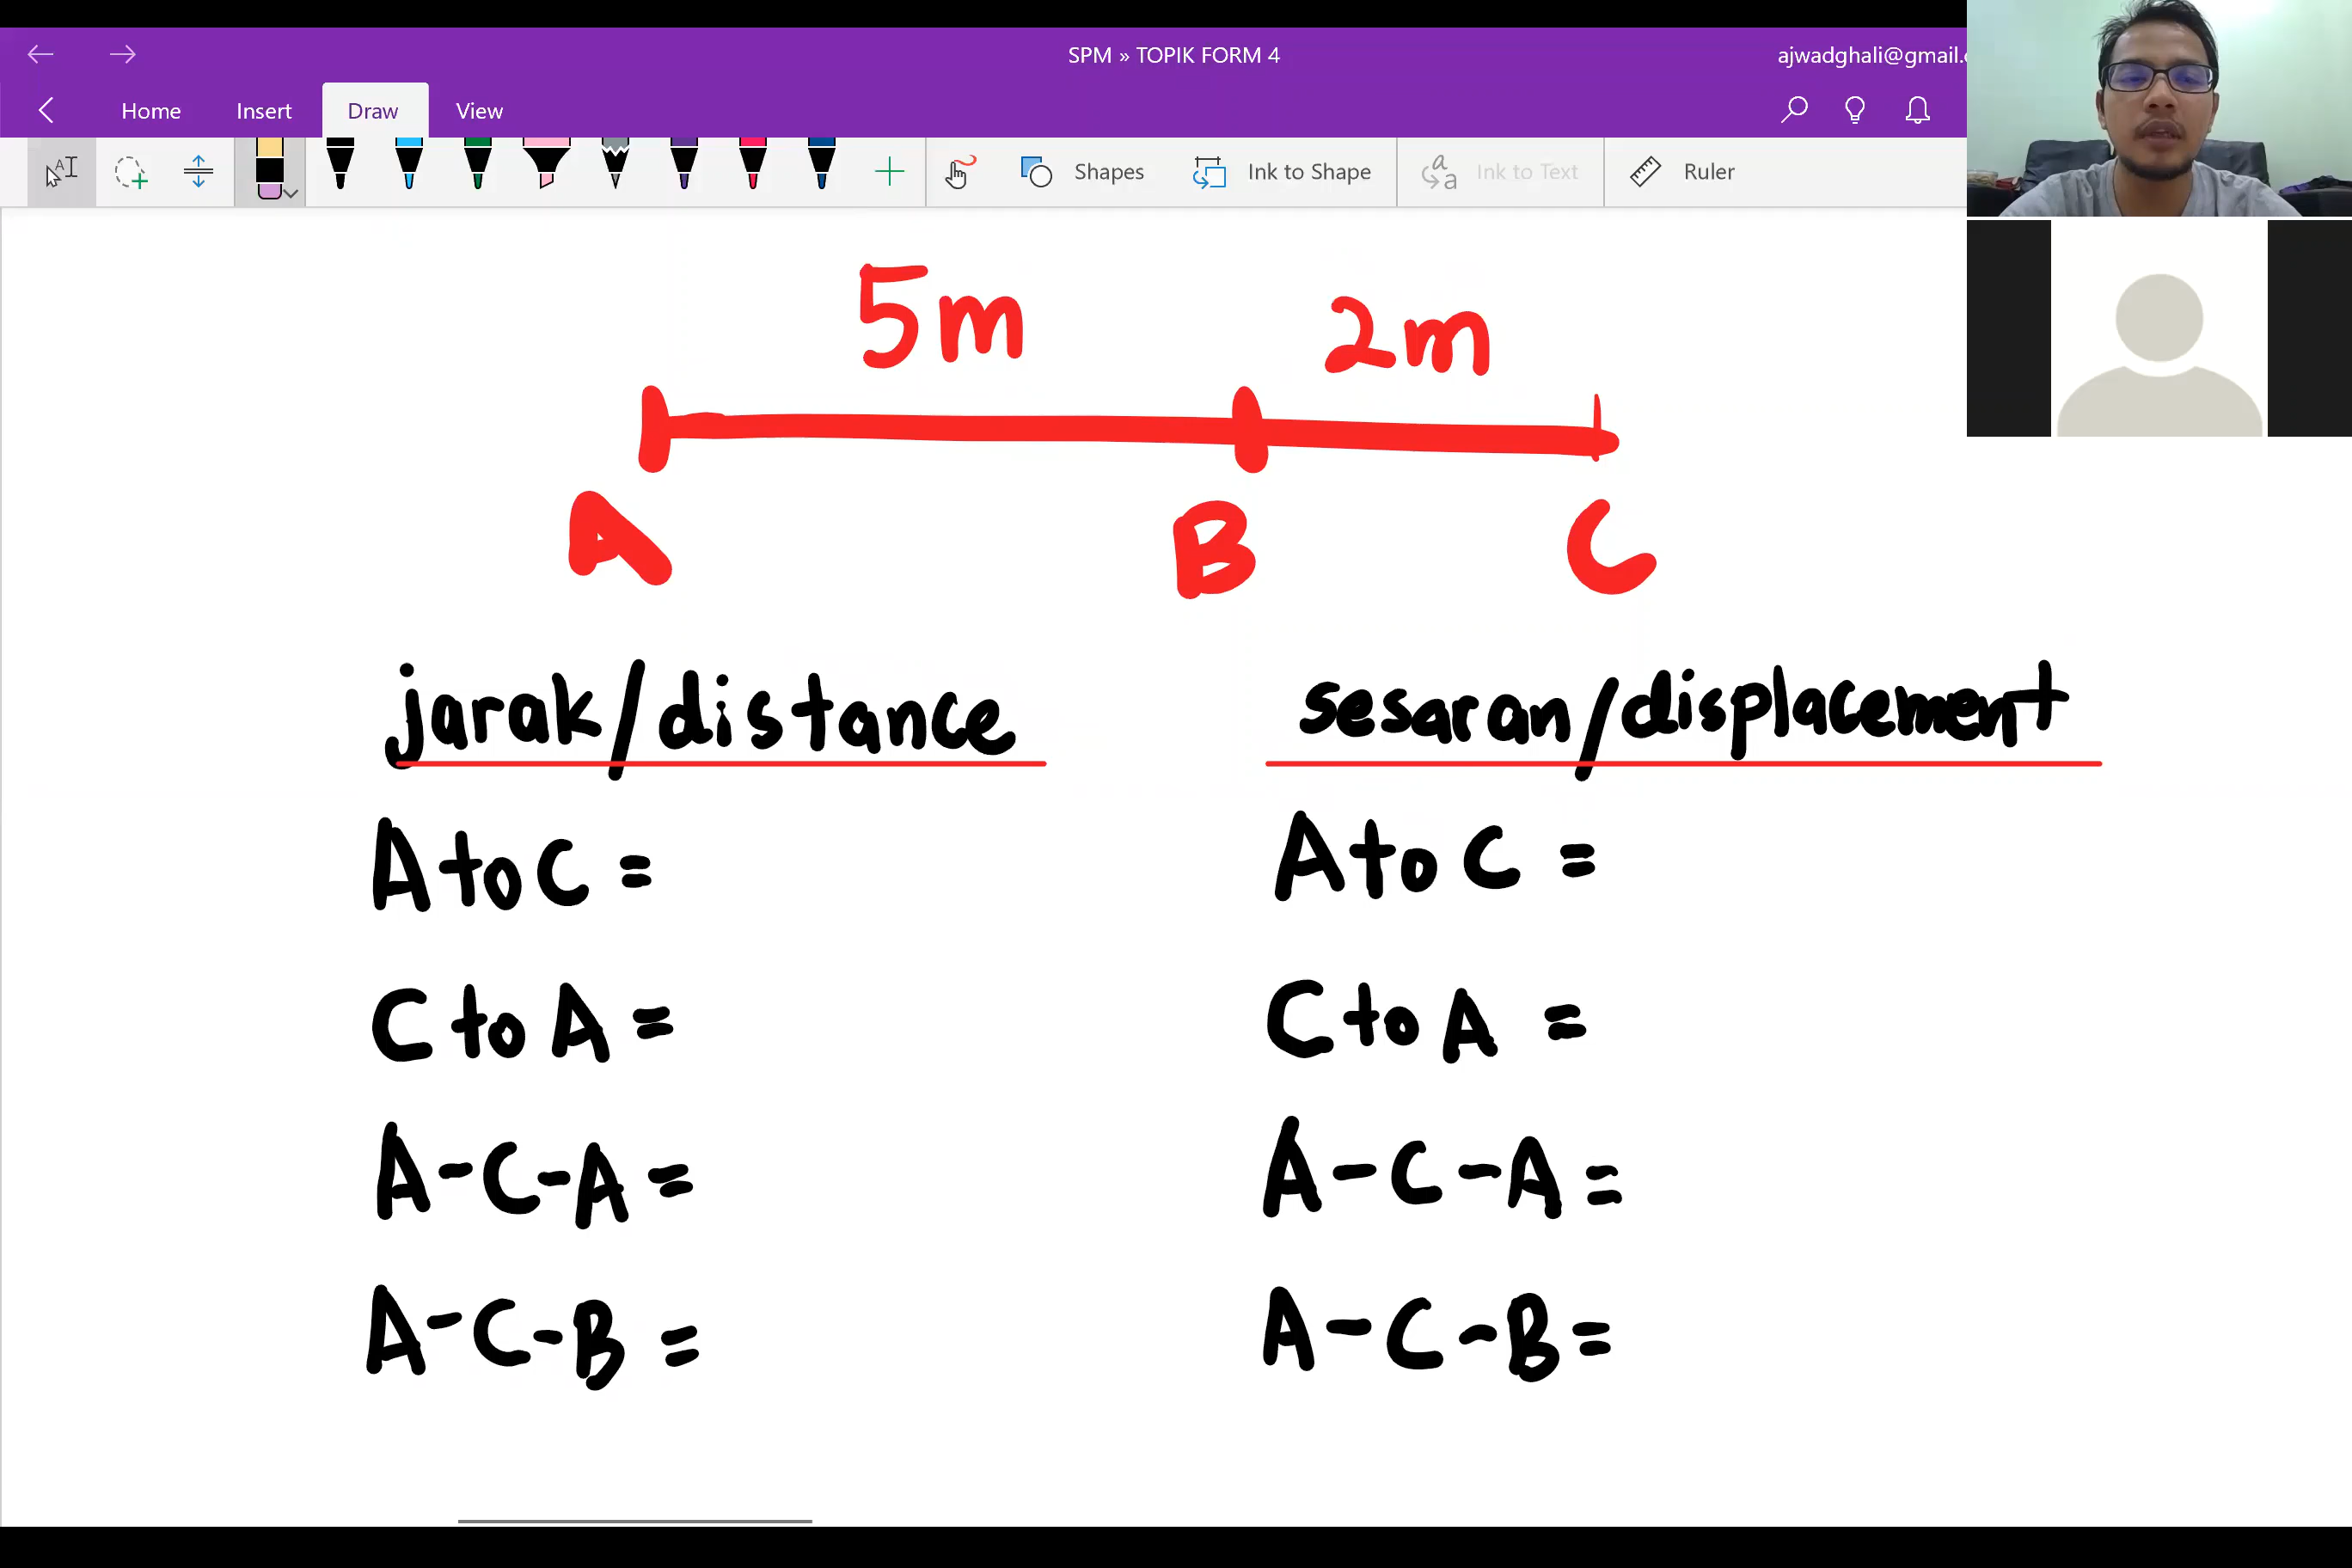 SPM » TOPIK FORM 4
ajwadghali@gmail.
Home Insert Draw View
Shapes Ink to Shape Ink to Text Ruler
5m 2m
A B C
jarak/distance sesaran/displacement
A to C = A to C =
C to A = C to A =
A-C-A = A-C-A =
A-C-B = A-C-B =